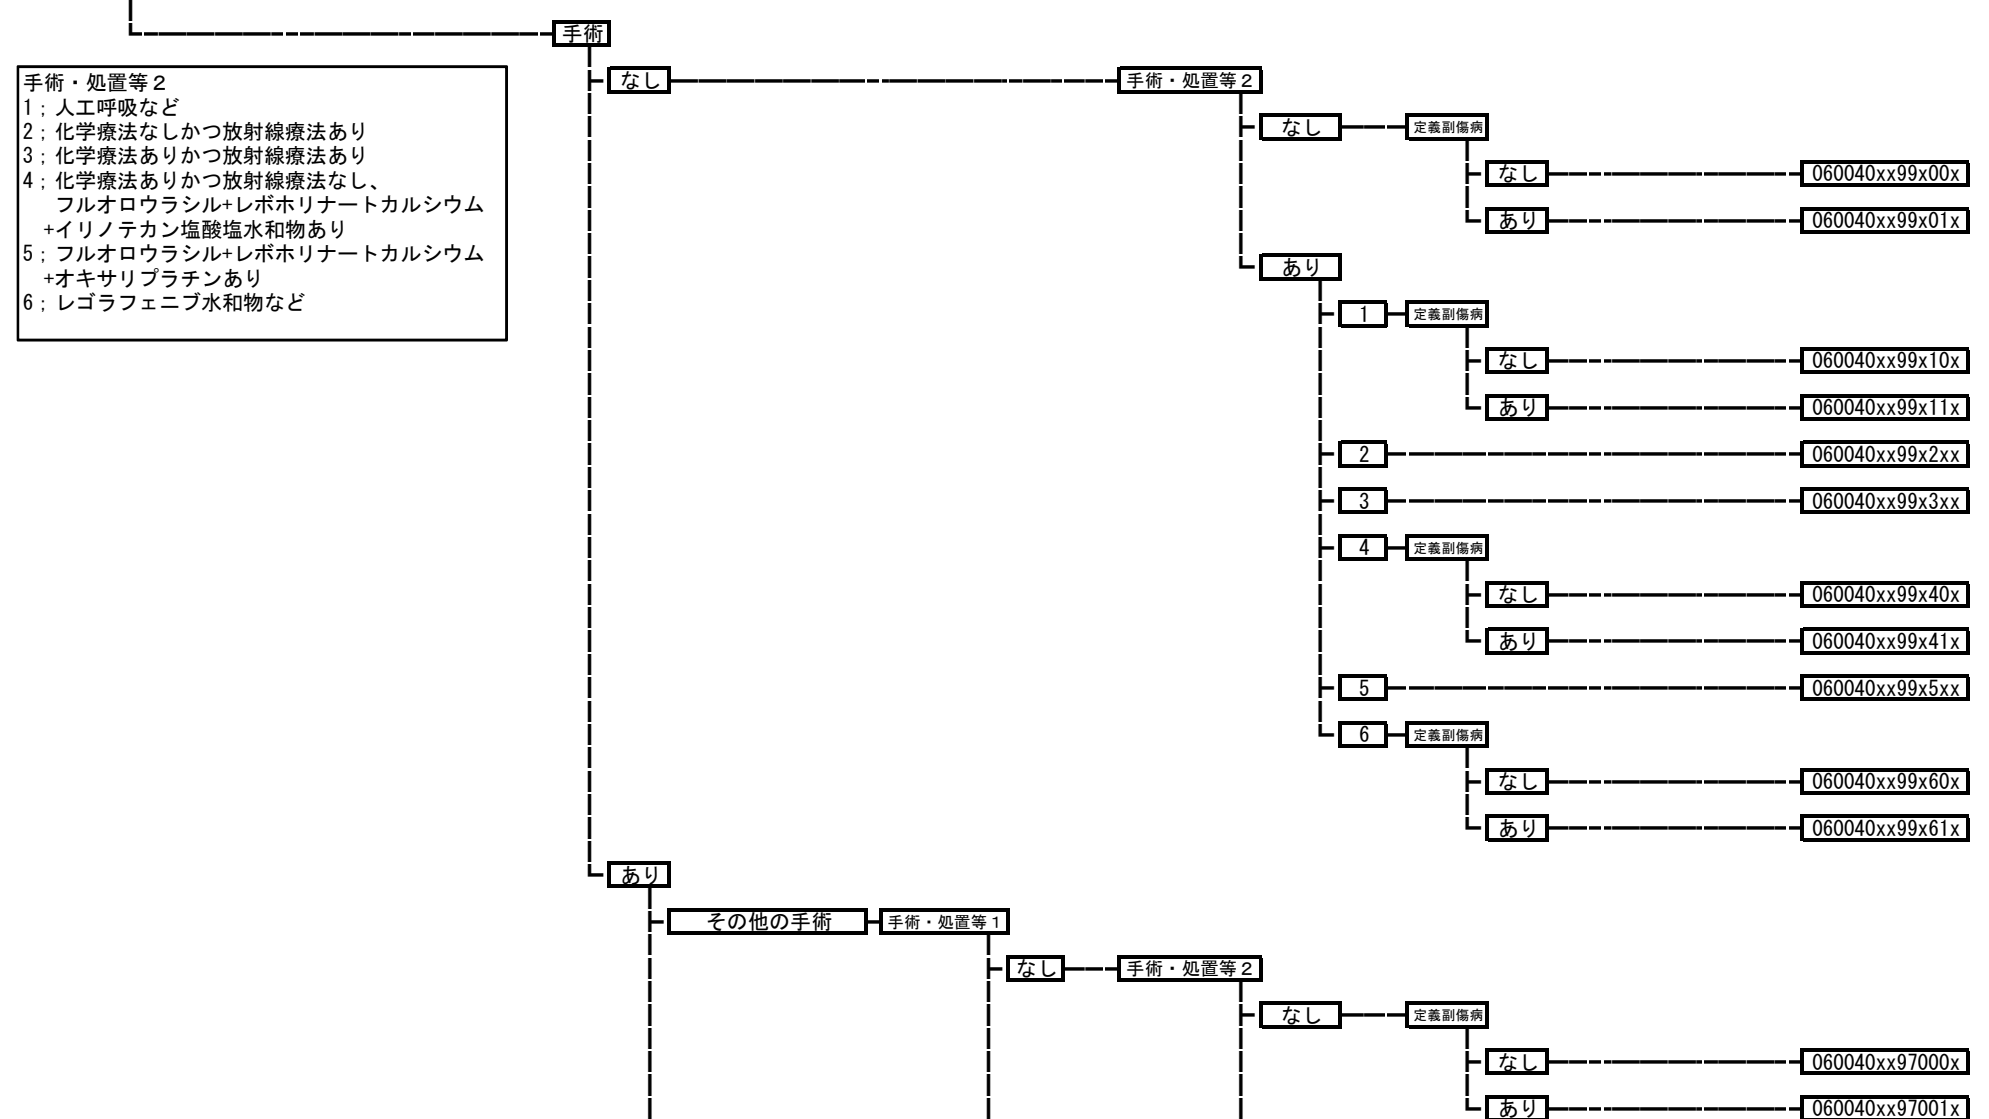 手術
手術・処置等２
1；人工呼吸など
2；化学療法なしかつ放射線療法あり
3；化学療法ありかつ放射線療法あり
4；化学療法ありかつ放射線療法なし、
フルオロウラシル+レボホリナートカルシウム
+イリノテカン塩酸塩水和物あり
5；フルオロウラシル+レボホリナートカルシウム
+オキサリプラチンあり
6；レゴラフェニブ水和物など
なし 手術・処置等２
なし 定義副傷病
なし 060040xx99x00x
あり 060040xx99x01x
あり
1 定義副傷病
なし 060040xx99x10x
あり 060040xx99x11x
2 060040xx99x2xx
3 060040xx99x3xx
4 定義副傷病
なし 060040xx99x40x
あり 060040xx99x41x
5 060040xx99x5xx
6 定義副傷病
なし 060040xx99x60x
あり 060040xx99x61x
あり
その他の手術 手術・処置等１
なし 手術・処置等２
なし 定義副傷病
なし 060040xx97000x
あり 060040xx97001x